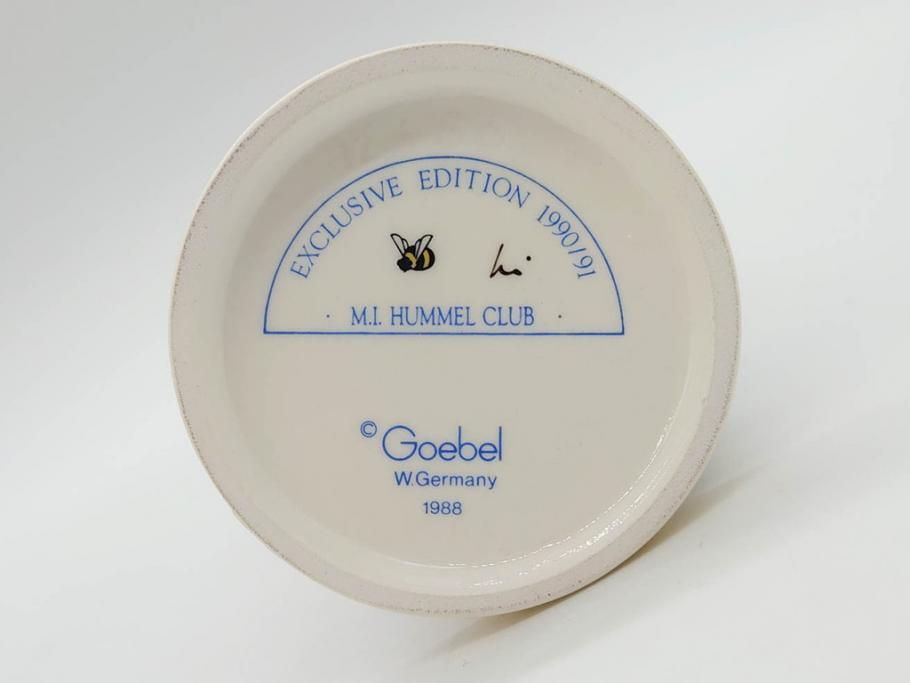 EXCLUSIVE EDITION 1990/91
· M.I. HUMMEL CLUB ·
© Goebel
W.Germany
1988